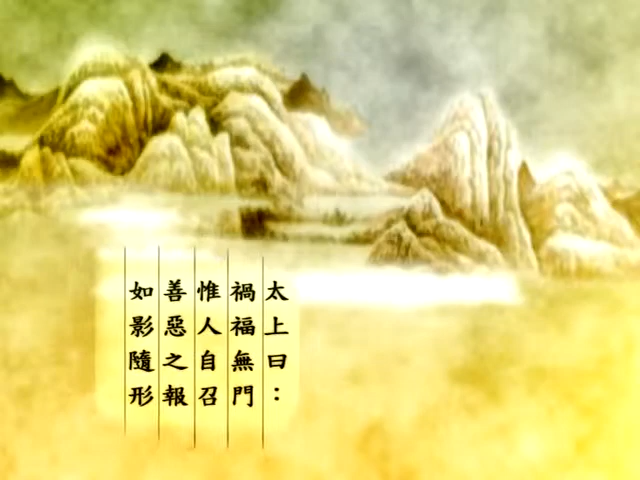 太上曰：
禍福無門
惟人自召
善惡之報
如影隨形